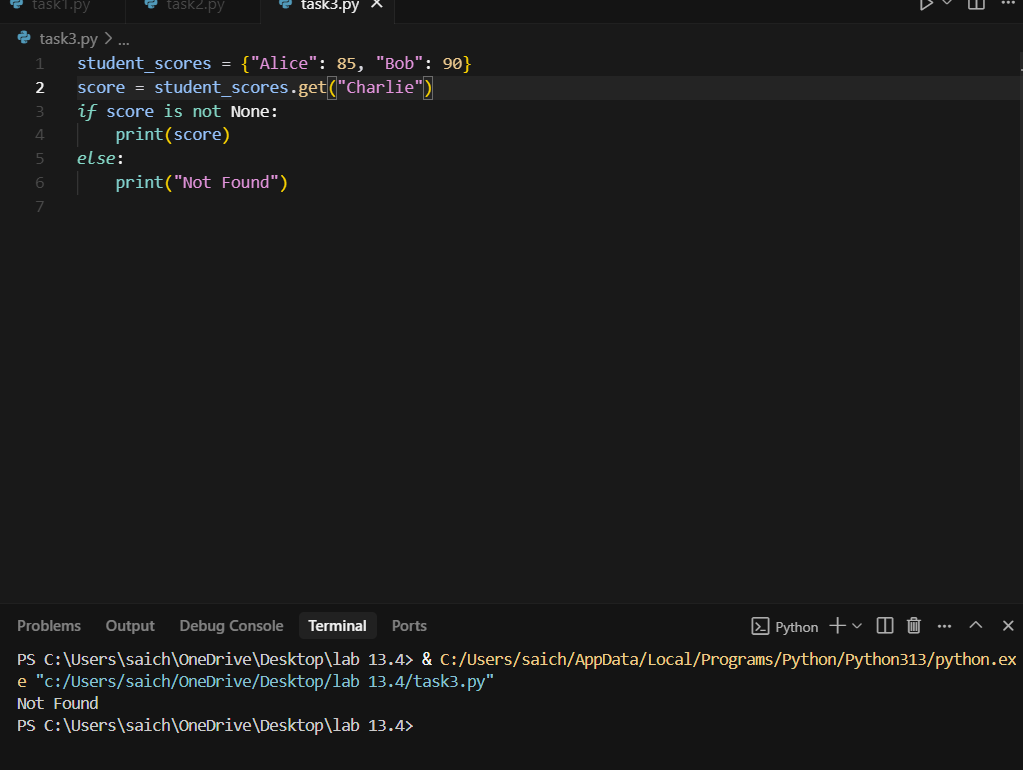 task1.py task2.py task3.py
task3.py > ...
1 student_scores = {"Alice": 85, "Bob": 90}
2 score = student_scores.get("Charlie")
3 if score is not None:
4     print(score)
5 else:
6     print("Not Found")
7
Problems Output Debug Console Terminal Ports Python
PS C:\Users\saich\OneDrive\Desktop\lab 13.4> & C:/Users/saich/AppData/Local/Programs/Python/Python313/python.ex
e "c:/Users/saich/OneDrive/Desktop/lab 13.4/task3.py"
Not Found
PS C:\Users\saich\OneDrive\Desktop\lab 13.4>